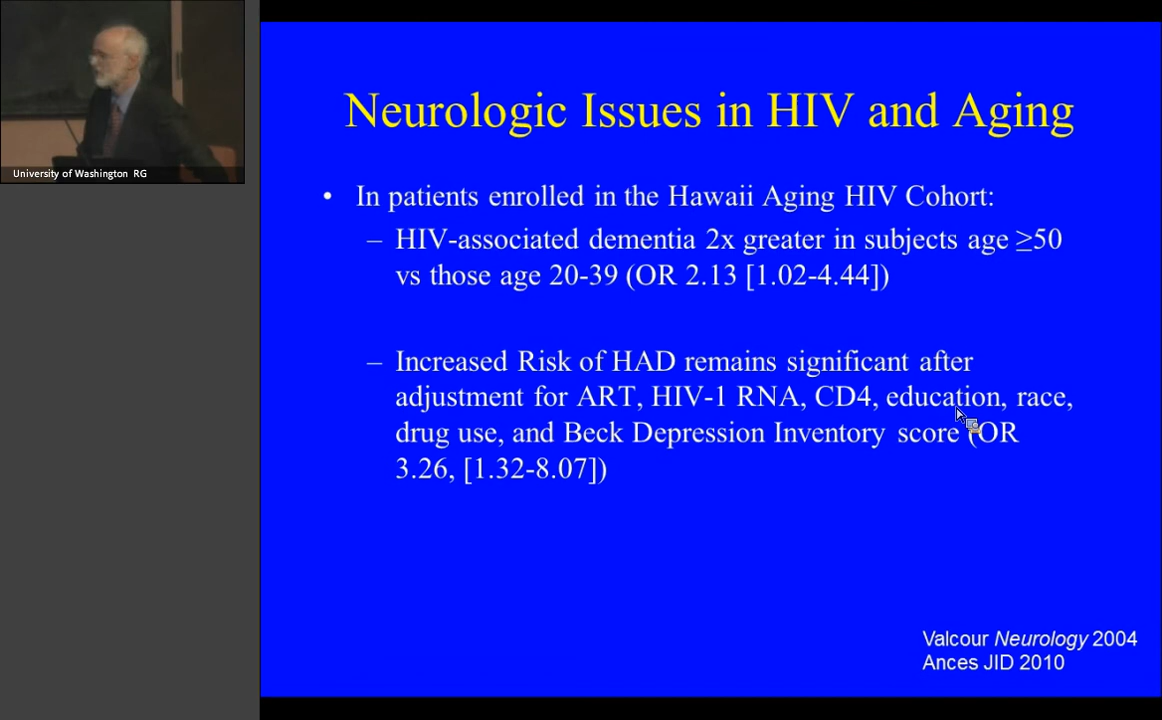 University of Washington RG
Neurologic Issues in HIV and Aging
• In patients enrolled in the Hawaii Aging HIV Cohort:
– HIV-associated dementia 2x greater in subjects age ≥50
vs those age 20-39 (OR 2.13 [1.02-4.44])
– Increased Risk of HAD remains significant after
adjustment for ART, HIV-1 RNA, CD4, education, race,
drug use, and Beck Depression Inventory score (OR
3.26, [1.32-8.07])
Valcour Neurology 2004
Ances JID 2010